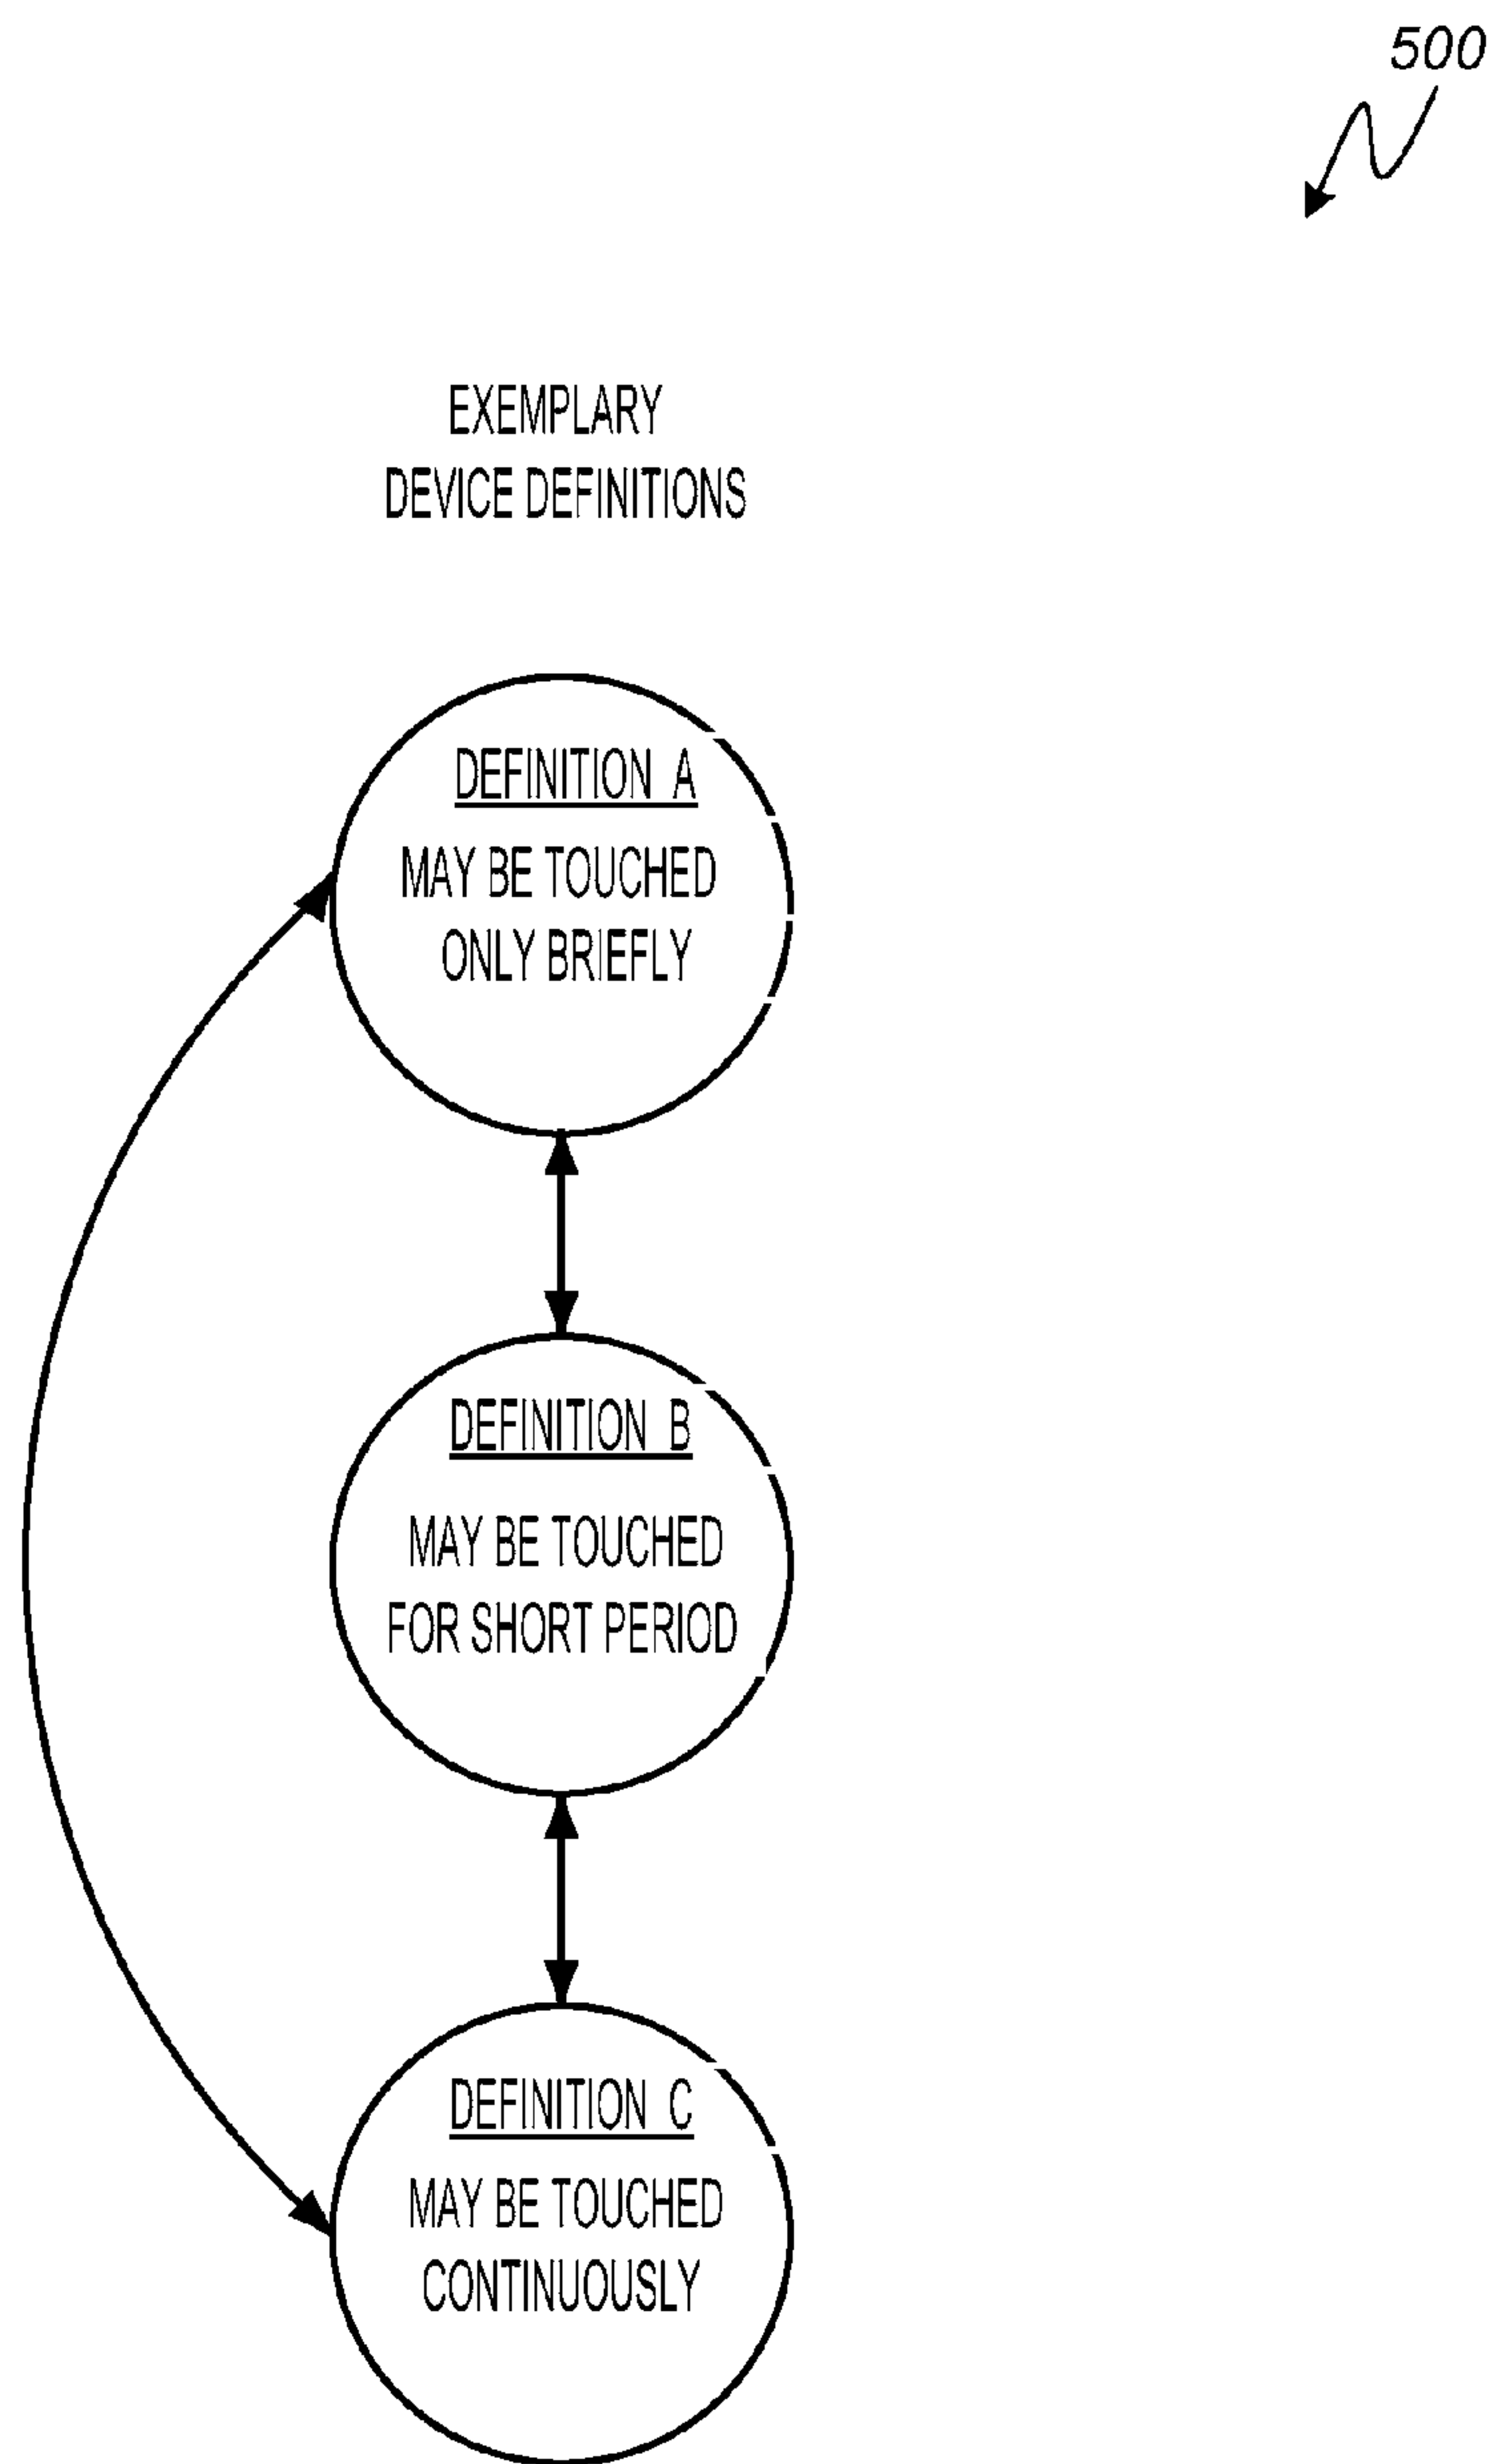 500
EXEMPLARY
DEVICE DEFINITIONS
DEFINITION A
MAY BE TOUCHED
ONLY BRIEFLY
DEFINITION B
MAY BE TOUCHED
FOR SHORT PERIOD
DEFINITION C
MAY BE TOUCHED
CONTINUOUSLY